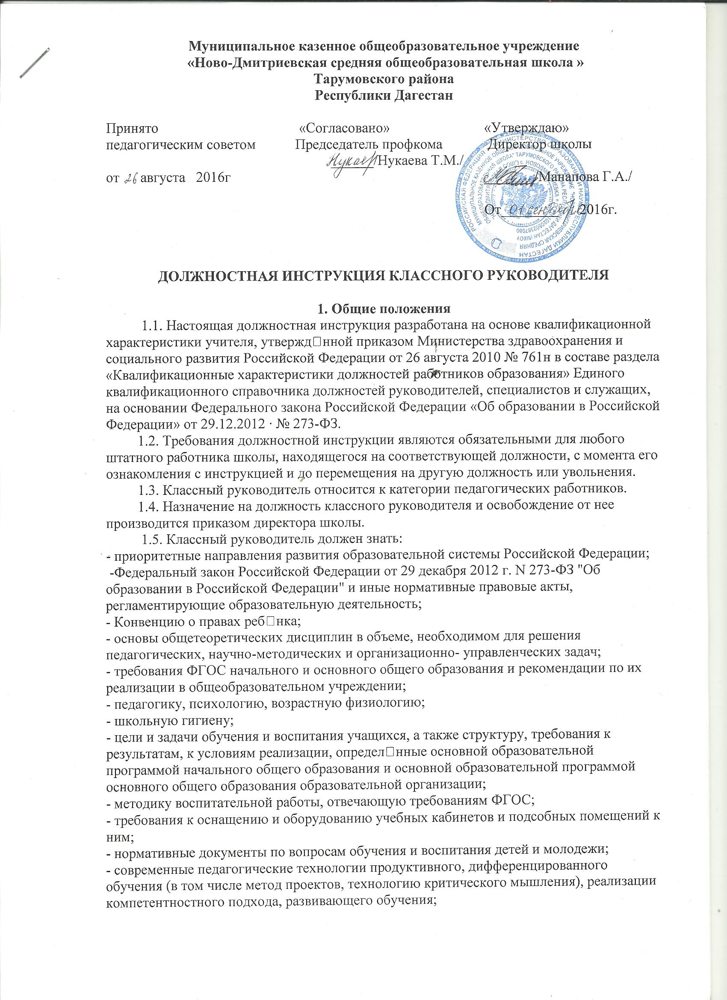 Муниципальное казенное общеобразовательное учреждение
«Ново-Дмитриевская средняя общеобразовательная школа »
Тарумовского района
Республики Дагестан
Принято «Согласовано» «Утверждаю»
педагогическим советом Председатель профкома Директор школы
/Нукаева Т.М./
от 26 августа 2016г /Манапова Г.А./
От 01 сентября 2016г.
ДОЛЖНОСТНАЯ ИНСТРУКЦИЯ КЛАССНОГО РУКОВОДИТЕЛЯ
1. Общие положения
1.1. Настоящая должностная инструкция разработана на основе квалификационной
характеристики учителя, утвержд□нной приказом Министерства здравоохранения и
социального развития Российской Федерации от 26 августа 2010 № 761н в составе раздела
«Квалификационные характеристики должностей работников образования» Единого
квалификационного справочника должностей руководителей, специалистов и служащих,
на основании Федерального закона Российской Федерации «Об образовании в Российской
Федерации» от 29.12.2012 · № 273-ФЗ.
1.2. Требования должностной инструкции являются обязательными для любого
штатного работника школы, находящегося на соответствующей должности, с момента его
ознакомления с инструкцией и до перемещения на другую должность или увольнения.
1.3. Классный руководитель относится к категории педагогических работников.
1.4. Назначение на должность классного руководителя и освобождение от нее
производится приказом директора школы.
1.5. Классный руководитель должен знать:
- приоритетные направления развития образовательной системы Российской Федерации;
-Федеральный закон Российской Федерации от 29 декабря 2012 г. N 273-ФЗ "Об
образовании в Российской Федерации" и иные нормативные правовые акты,
регламентирующие образовательную деятельность;
- Конвенцию о правах реб□нка;
- основы общетеоретических дисциплин в объеме, необходимом для решения
педагогических, научно-методических и организационно- управленческих задач;
- требования ФГОС начального и основного общего образования и рекомендации по их
реализации в общеобразовательном учреждении;
- педагогику, психологию, возрастную физиологию;
- школьную гигиену;
- цели и задачи обучения и воспитания учащихся, а также структуру, требования к
результатам, к условиям реализации, определ□нные основной образовательной
программой начального общего образования и основной образовательной программой
основного общего образования образовательной организации;
- методику воспитательной работы, отвечающую требованиям ФГОС;
- требования к оснащению и оборудованию учебных кабинетов и подсобных помещений к
ним;
- нормативные документы по вопросам обучения и воспитания детей и молодежи;
- современные педагогические технологии продуктивного, дифференцированного
обучения (в том числе метод проектов, технологию критического мышления), реализации
компетентностного подхода, развивающего обучения;